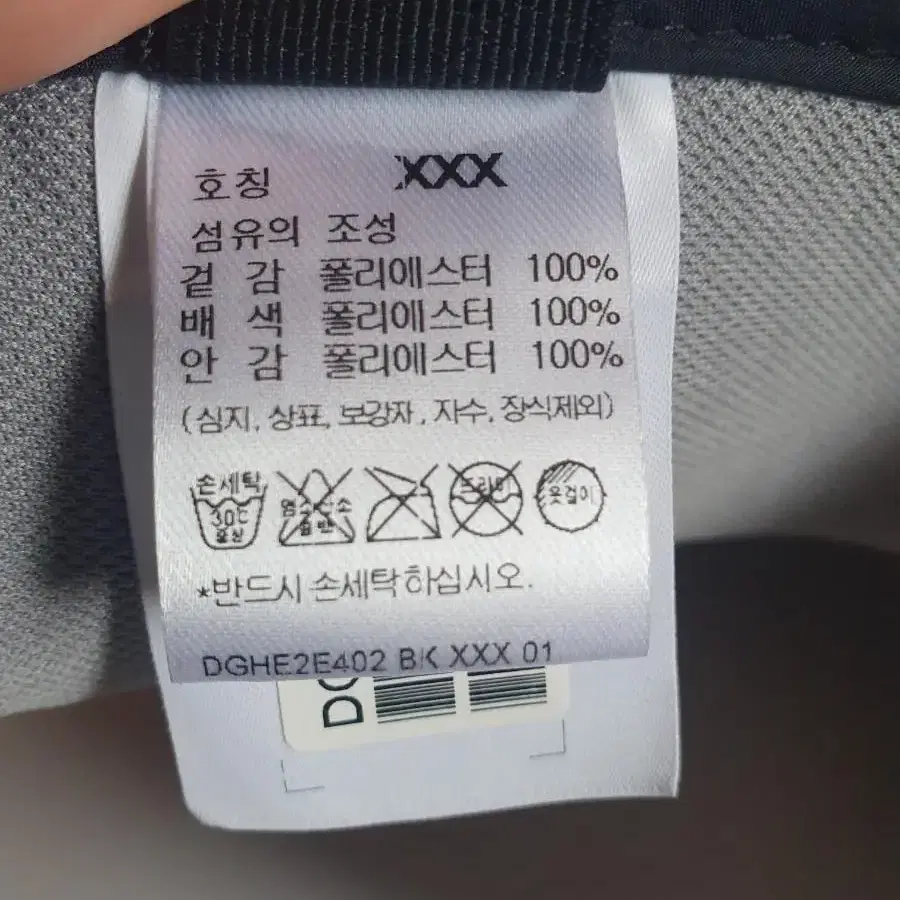 호칭 XXX
섬유의 조성
겉 감 폴리에스터 100%
배 색 폴리에스터 100%
안 감 폴리에스터 100%
(심지, 상표, 보강자, 자수, 장식제외)
손세탁 염소산소 드라이 옷걸이
30℃ 중성 표반
*반드시 손세탁하십시오.
DGHE2E402 BK XXX 01